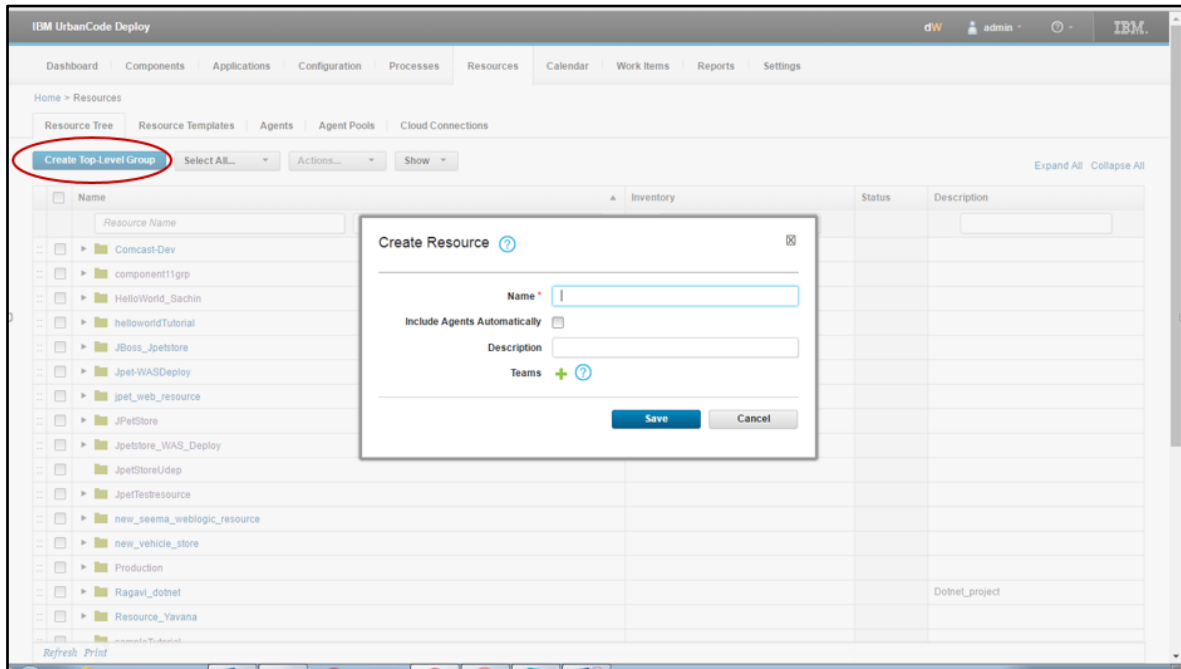 IBM UrbanCode Deploy dW admin IBM.
Dashboard Components Applications Configuration Processes Resources Calendar Work Items Reports Settings
Home > Resources
Resource Tree Resource Templates Agents Agent Pools Cloud Connections
Create Top-Level Group Select All... Actions... Show Expand All Collapse All
Name Inventory Status Description
Resource Name
Create Resource ?
Name *
Include Agents Automatically
Description
Teams + ?
Save Cancel
Comcast-Dev
component11grp
HelloWorld_Sachin
helloworldTutorial
JBoss_Jpetstore
Jpet-WASDeploy
jpet_web_resource
JPetStore
Jpetstore_WAS_Deploy
JpetStoreUdep
JpetTestresource
new_seema_weblogic_resource
new_vehicle_store
Production
Ragavi_dotnet Dotnet_project
Resource_Yavana
Refresh Print